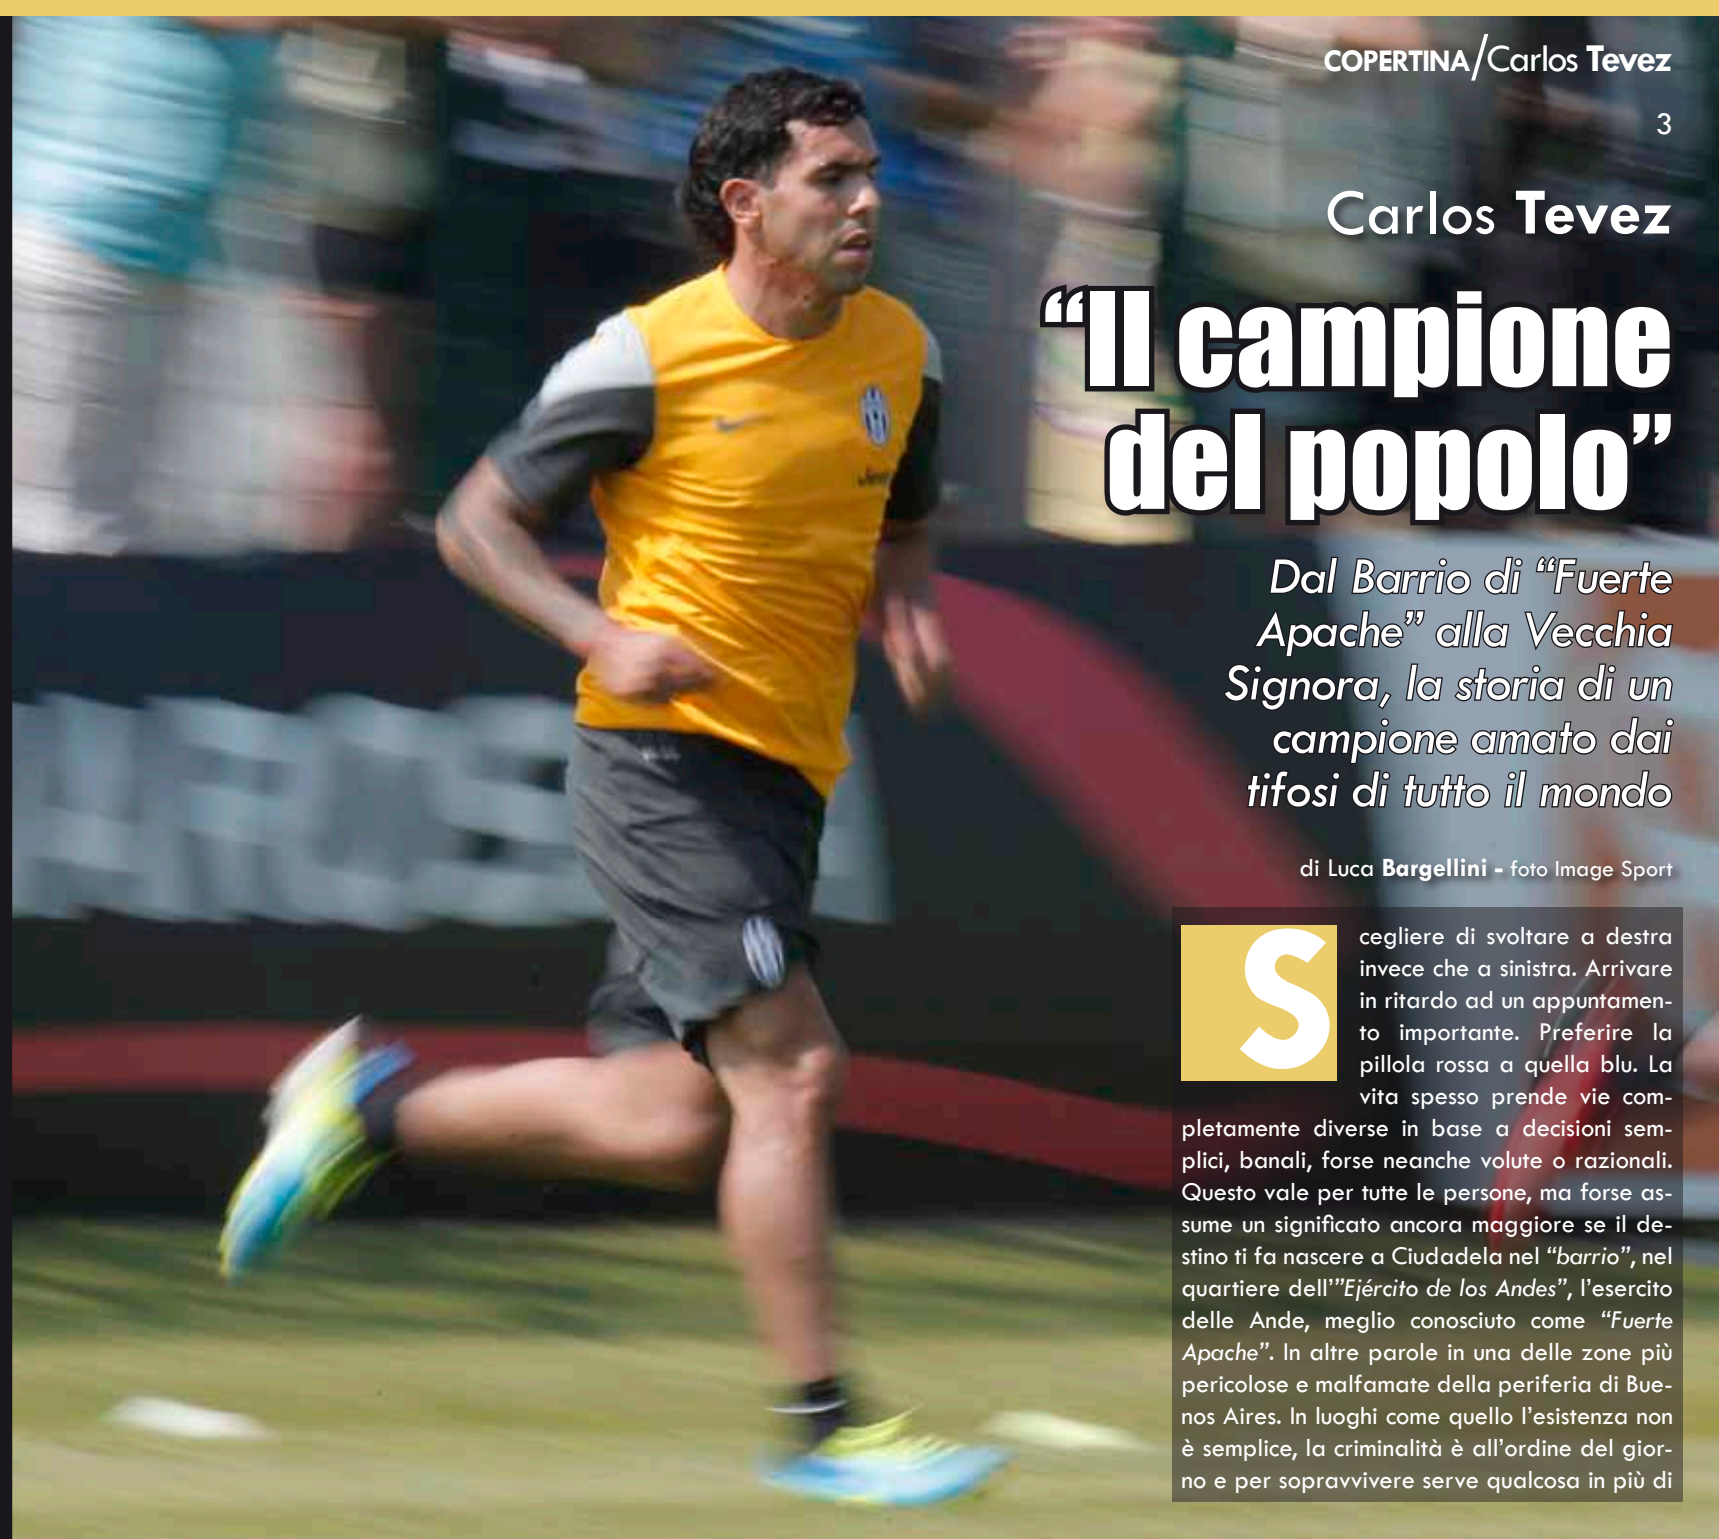 COPERTINA/Carlos Tevez
3
Carlos Tevez
“Il campione
del popolo”
Dal Barrio di “Fuerte
Apache” alla Vecchia
Signora, la storia di un
campione amato dai
tifosi di tutto il mondo
di Luca Bargellini - foto Image Sport
S
cegliere di svoltare a destra
invece che a sinistra. Arrivare
in ritardo ad un appuntamen-
to importante. Preferire la
pillola rossa a quella blu. La
vita spesso prende vie com-
pletamente diverse in base a decisioni sem-
plici, banali, forse neanche volute o razionali.
Questo vale per tutte le persone, ma forse as-
sume un significato ancora maggiore se il de-
stino ti fa nascere a Ciudadela nel “barrio”, nel
quartiere dell’”Ejército de los Andes”, l’esercito
delle Ande, meglio conosciuto come “Fuerte
Apache”. In altre parole in una delle zone più
pericolose e malfamate della periferia di Bue-
nos Aires. In luoghi come quello l’esistenza non
è semplice, la criminalità è all’ordine del gior-
no e per sopravvivere serve qualcosa in più di